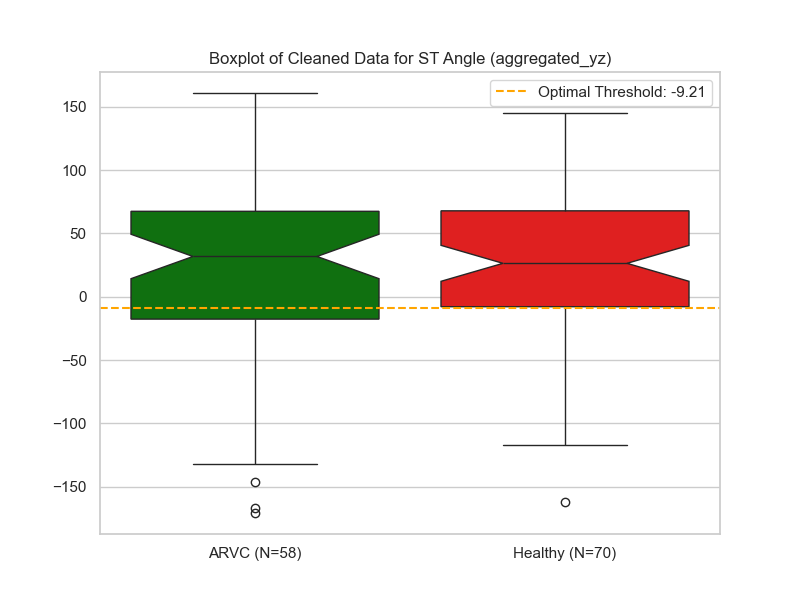 Boxplot of Cleaned Data for ST Angle (aggregated_yz)
Optimal Threshold: -9.21
150
100
50
0
−50
−100
−150
ARVC (N=58)
Healthy (N=70)